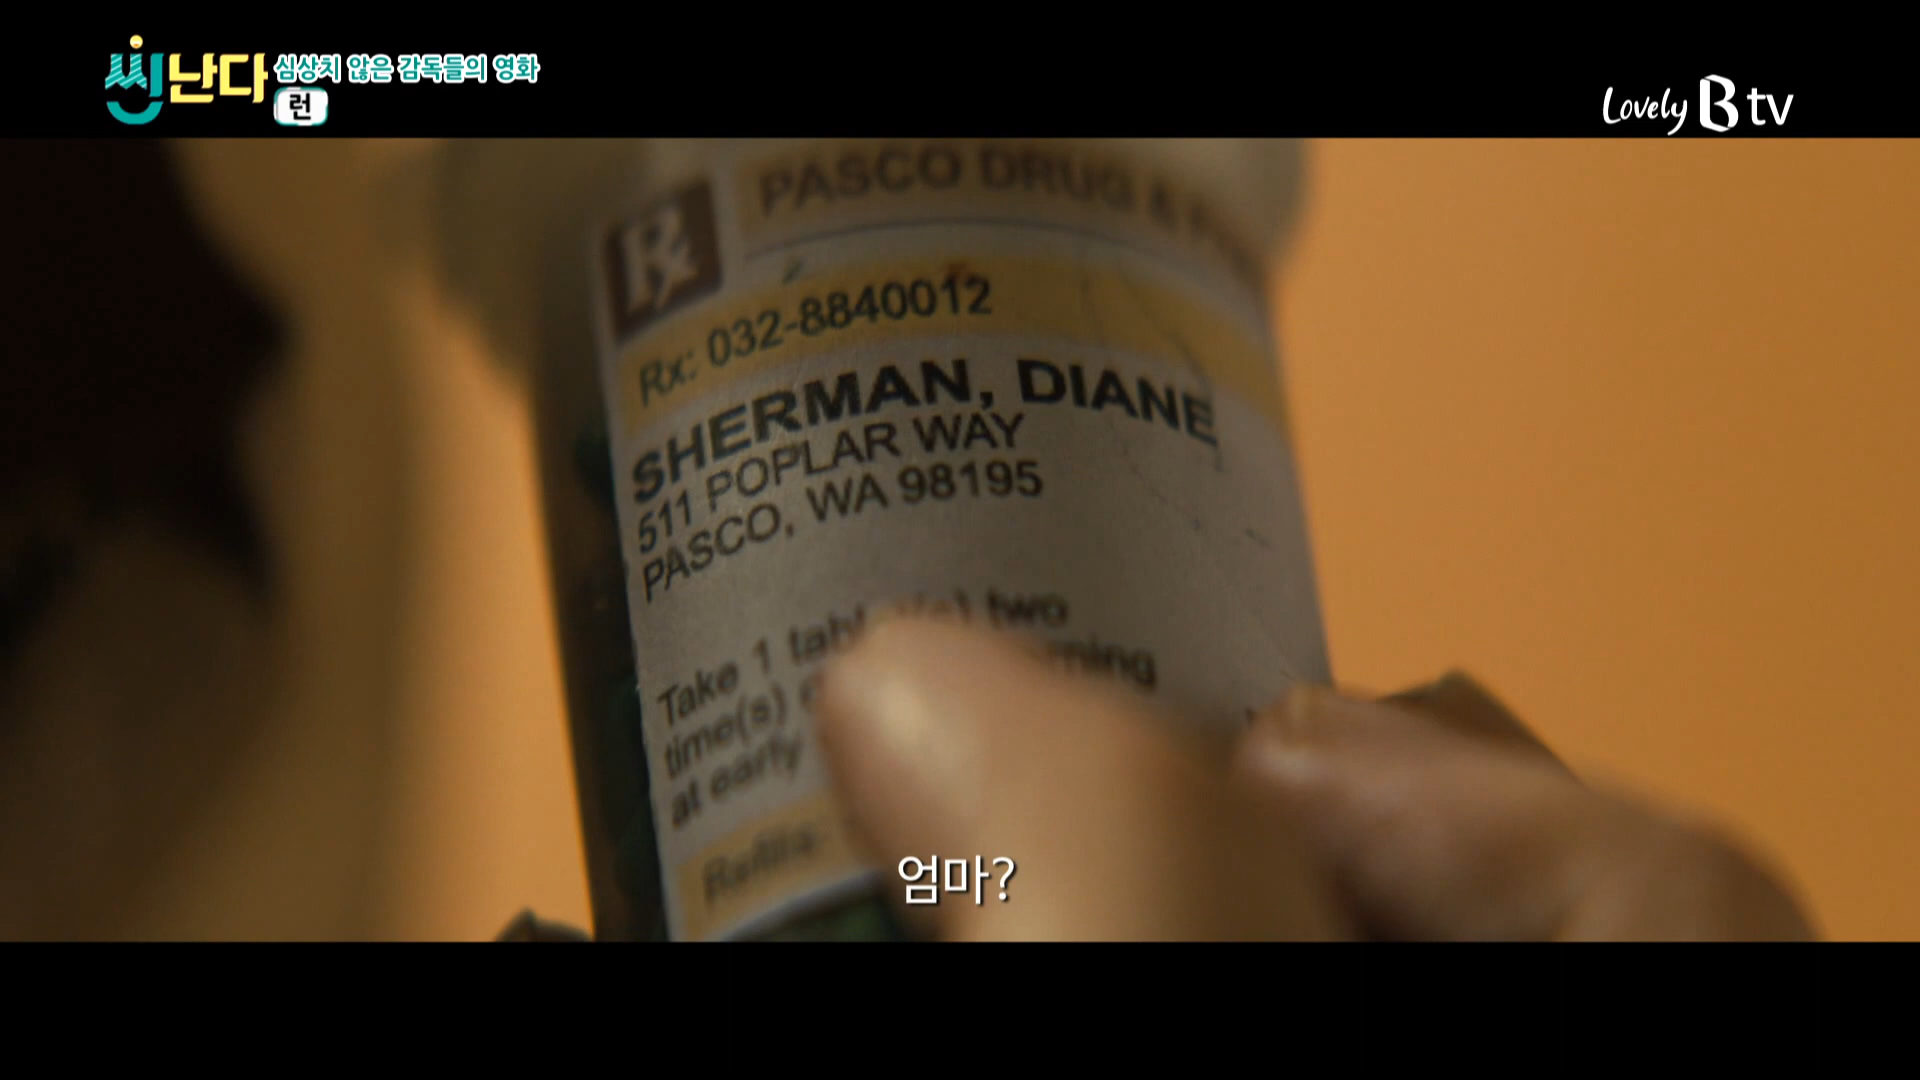 씬난다 심상치 않은 감독들의 영화
런
Lovely B tv
PASCO DRUG &
Rx
Rx: 032-8840012
SHERMAN, DIANE
511 POPLAR WAY
PASCO, WA 98195
Take 1 two
time(s)
at early
Refills:
엄마?